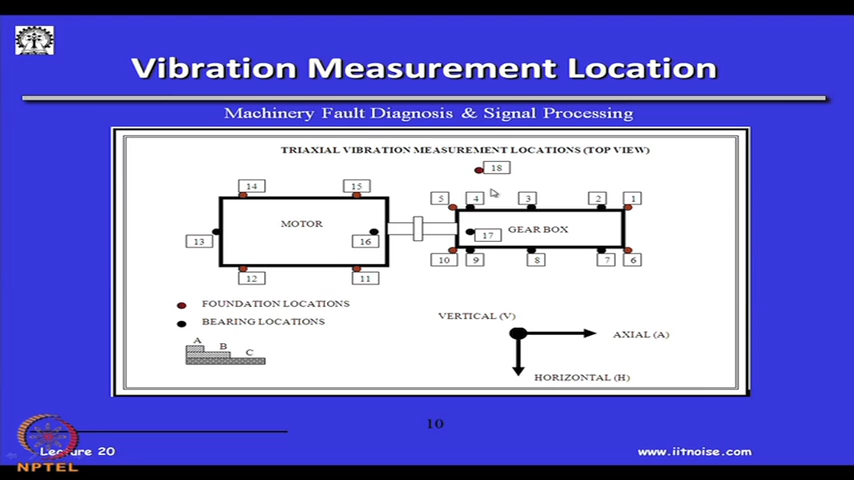 Vibration Measurement Location
Machinery Fault Diagnosis & Signal Processing
TRIAXIAL VIBRATION MEASUREMENT LOCATIONS (TOP VIEW)
18
14 15 5 4 3 2 1
MOTOR
13 16 17 GEAR BOX
12 11 10 9 8 7 6
FOUNDATION LOCATIONS
BEARING LOCATIONS
A B C
VERTICAL (V)
AXIAL (A)
HORIZONTAL (H)
10
Lecture 20
www.iitnoise.com
NPTEL